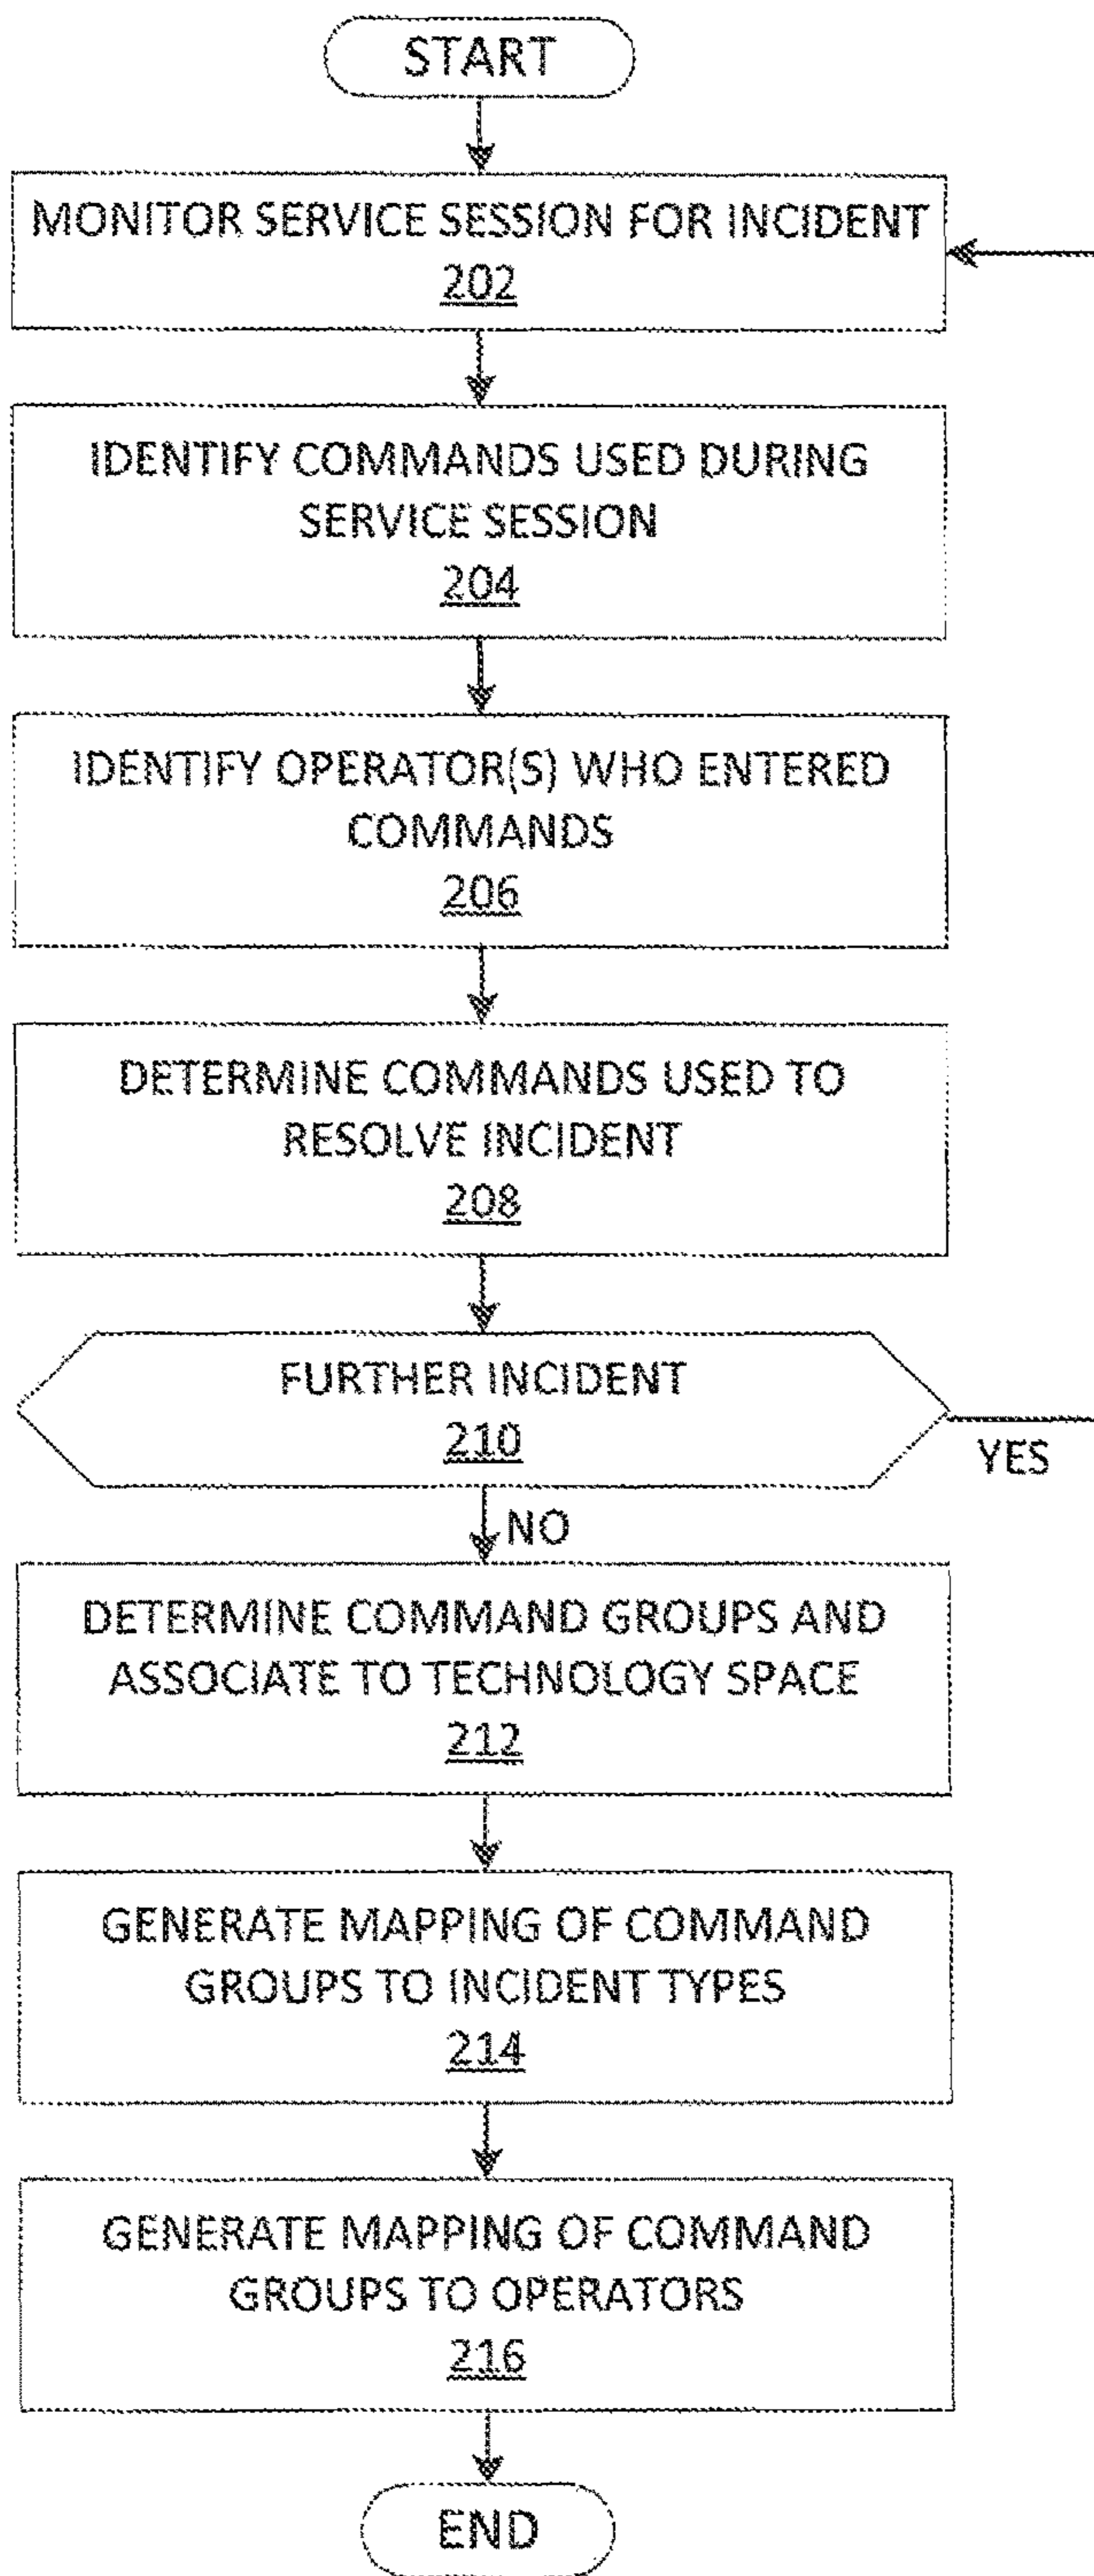 START
MONITOR SERVICE SESSION FOR INCIDENT
202
IDENTIFY COMMANDS USED DURING
SERVICE SESSION
204
IDENTIFY OPERATOR(S) WHO ENTERED
COMMANDS
206
DETERMINE COMMANDS USED TO
RESOLVE INCIDENT
208
FURTHER INCIDENT
210
YES
NO
DETERMINE COMMAND GROUPS AND
ASSOCIATE TO TECHNOLOGY SPACE
212
GENERATE MAPPING OF COMMAND
GROUPS TO INCIDENT TYPES
214
GENERATE MAPPING OF COMMAND
GROUPS TO OPERATORS
216
END